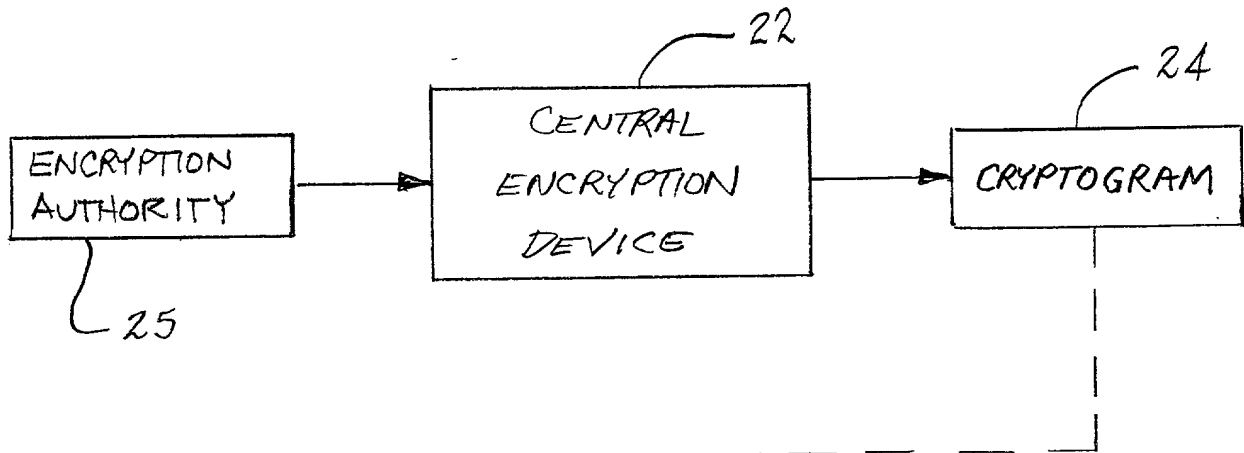 22
24
CENTRAL
ENCRYPTION
DEVICE
ENCRYPTION
AUTHORITY
CRYPTOGRAM
25